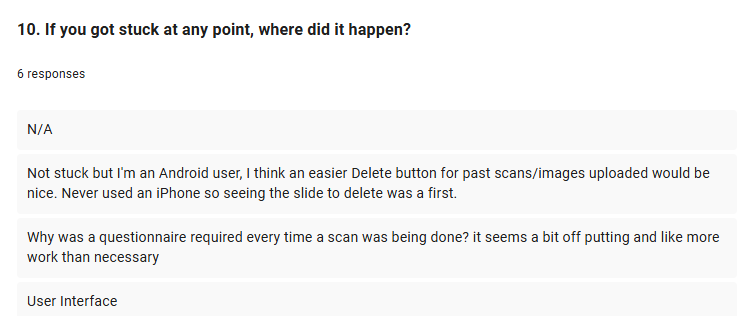 10. If you got stuck at any point, where did it happen?
6 responses
N/A
Not stuck but I'm an Android user, I think an easier Delete button for past scans/images uploaded would be
nice. Never used an iPhone so seeing the slide to delete was a first.
Why was a questionnaire required every time a scan was being done? it seems a bit off putting and like more
work than necessary
User Interface